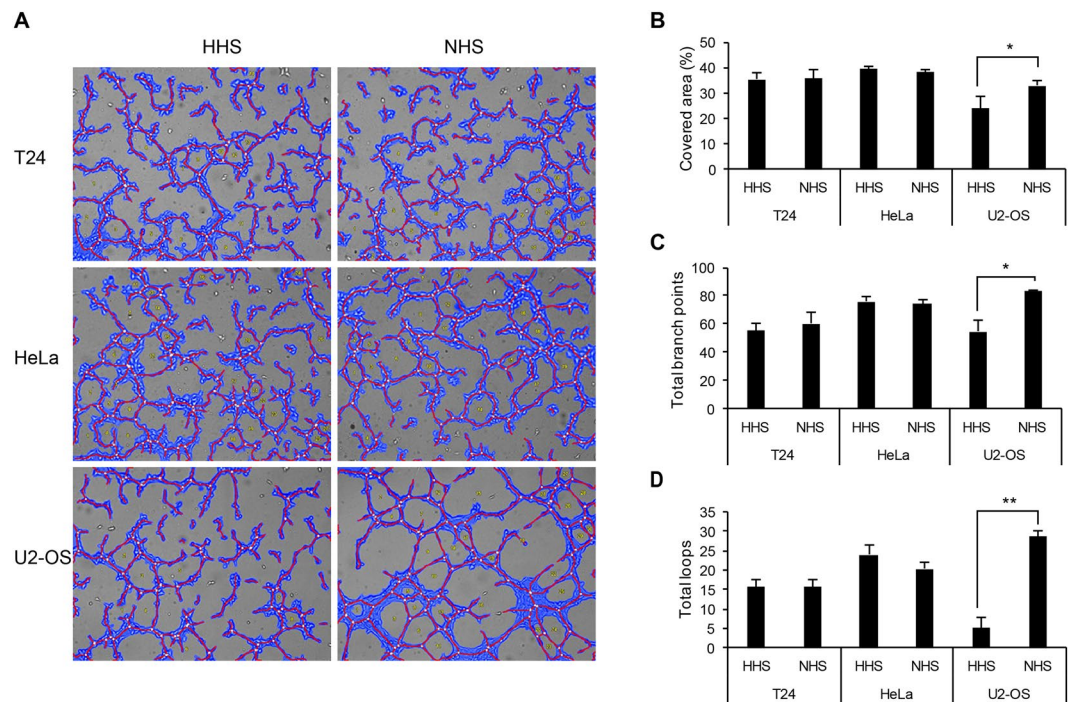 A
HHS NHS
T24
HeLa
U2-OS
B
Covered area (%)
50
40
30
20
10
0
*
HHS NHS HHS NHS HHS NHS
T24 HeLa U2-OS
C
Total branch points
100
80
60
40
20
0
*
HHS NHS HHS NHS HHS NHS
T24 HeLa U2-OS
D
Total loops
35
30
25
20
15
10
5
0
**
HHS NHS HHS NHS HHS NHS
T24 HeLa U2-OS